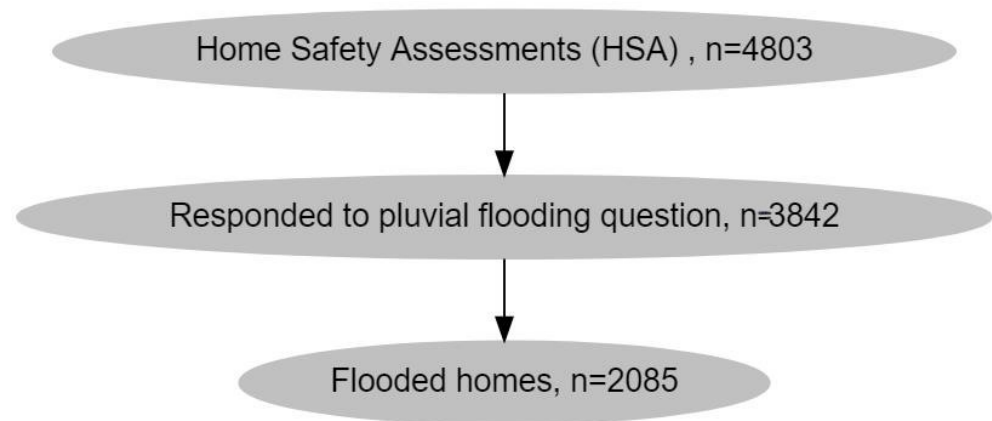 Home Safety Assessments (HSA) , n=4803
Responded to pluvial flooding question, n=3842
Flooded homes, n=2085